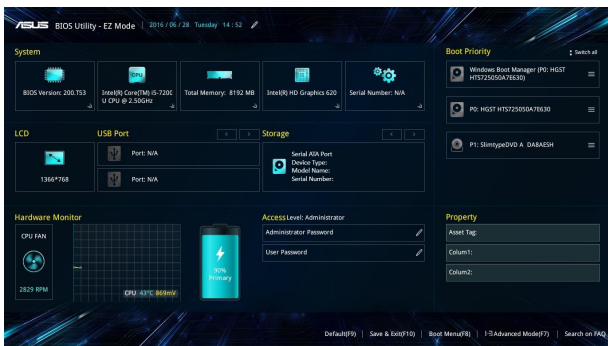 ASUS BIOS Utility - EZ Mode 2016 / 06 / 28 Tuesday 14 : 52
System
BIOS Version: 200.T53
CPU
Intel(R) Core(TM) i5-7200
U CPU @ 2.50GHz
Total Memory: 8192 MB
Intel(R) HD Graphics 620
Serial Number: N/A
Boot Priority
Switch all
Windows Boot Manager (P0: HGST
HTS725050A7E630)
P0: HGST HTS725050A7E630
P1: SlimtypeDVD A DA8AESH
LCD
1366*768
USB Port
Port: N/A
Port: N/A
Storage
Serial ATA Port
Device Type:
Model Name:
Serial Number:
Hardware Monitor
CPU FAN
2829 RPM
CPU 43°C 869mV
90%
Primary
Access Level: Administrator
Administrator Password
User Password
Property
Asset Tag:
Colum1:
Colum2:
Default(F9) | Save & Exit(F10) | Boot Menu(F8) | Advanced Mode(F7) | Search on FAQ